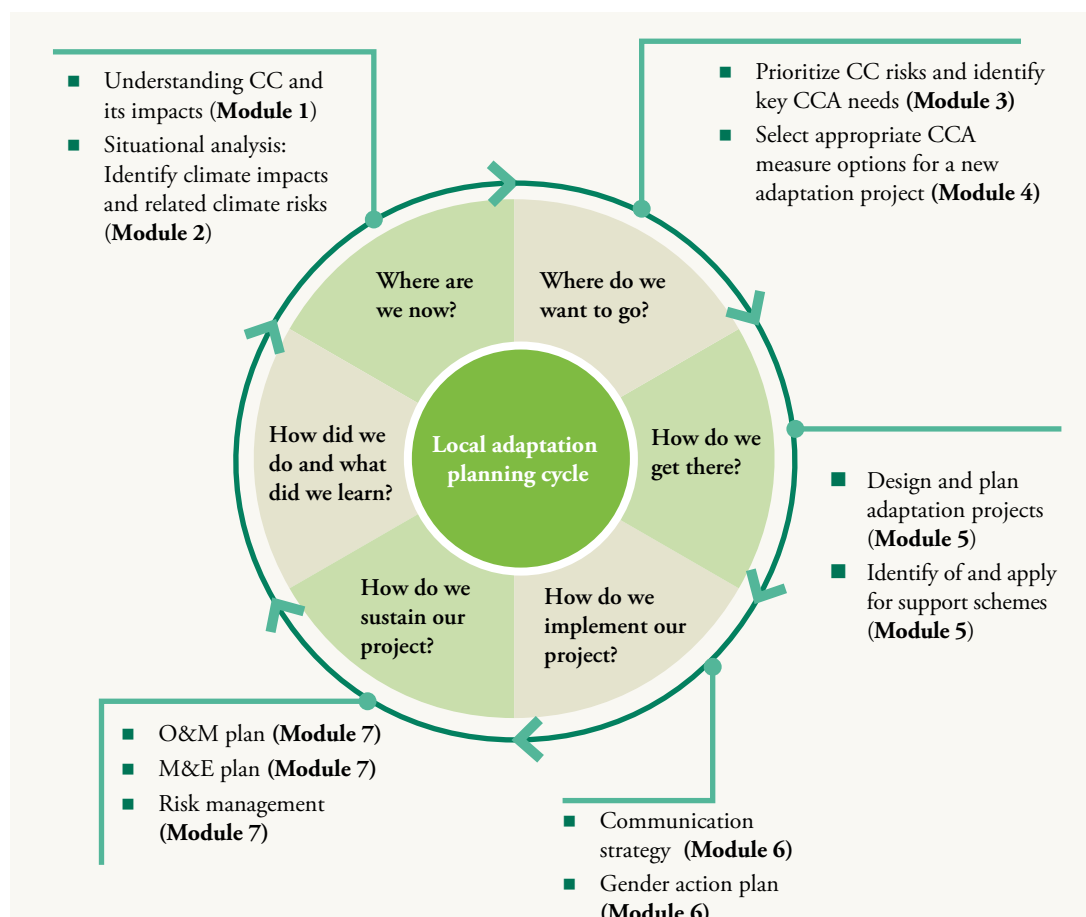 Understanding CC and
its impacts (Module 1)
Situational analysis:
Identify climate impacts
and related climate risks
(Module 2)
Prioritize CC risks and identify
key CCA needs (Module 3)
Select appropriate CCA
measure options for a new
adaptation project (Module 4)
Where are
we now?
Where do we
want to go?
How do we
get there?
How do we
implement our
project?
How do we
sustain our
project?
How did we
do and what
did we learn?
Local adaptation
planning cycle
Design and plan
adaptation projects
(Module 5)
Identify of and apply
for support schemes
(Module 5)
Communication
strategy (Module 6)
Gender action plan
(Module 6)
O&M plan (Module 7)
M&E plan (Module 7)
Risk management
(Module 7)